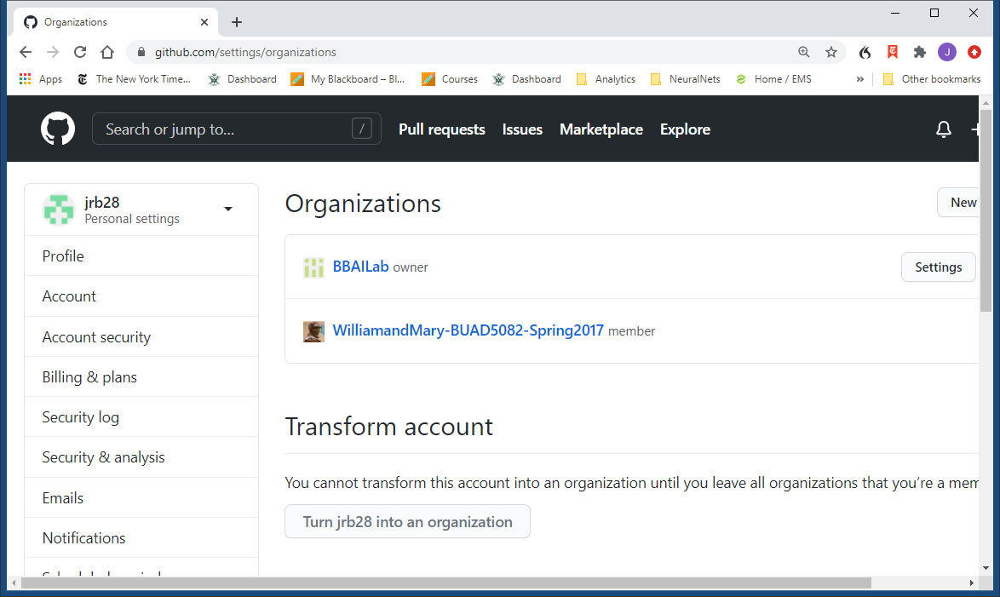 Organizations
github.com/settings/organizations
J
Apps
The New York Time...
Dashboard
My Blackboard – Bl...
Courses
Dashboard
Analytics
NeuralNets
Home / EMS
»
Other bookmarks
Search or jump to...
/
Pull requests
Issues
Marketplace
Explore
jrb28
Personal settings
Profile
Account
Account security
Billing & plans
Security log
Security & analysis
Emails
Notifications
Organizations
New
BBAILab owner
Settings
WilliamandMary-BUAD5082-Spring2017 member
Transform account
You cannot transform this account into an organization until you leave all organizations that you’re a mem
Turn jrb28 into an organization